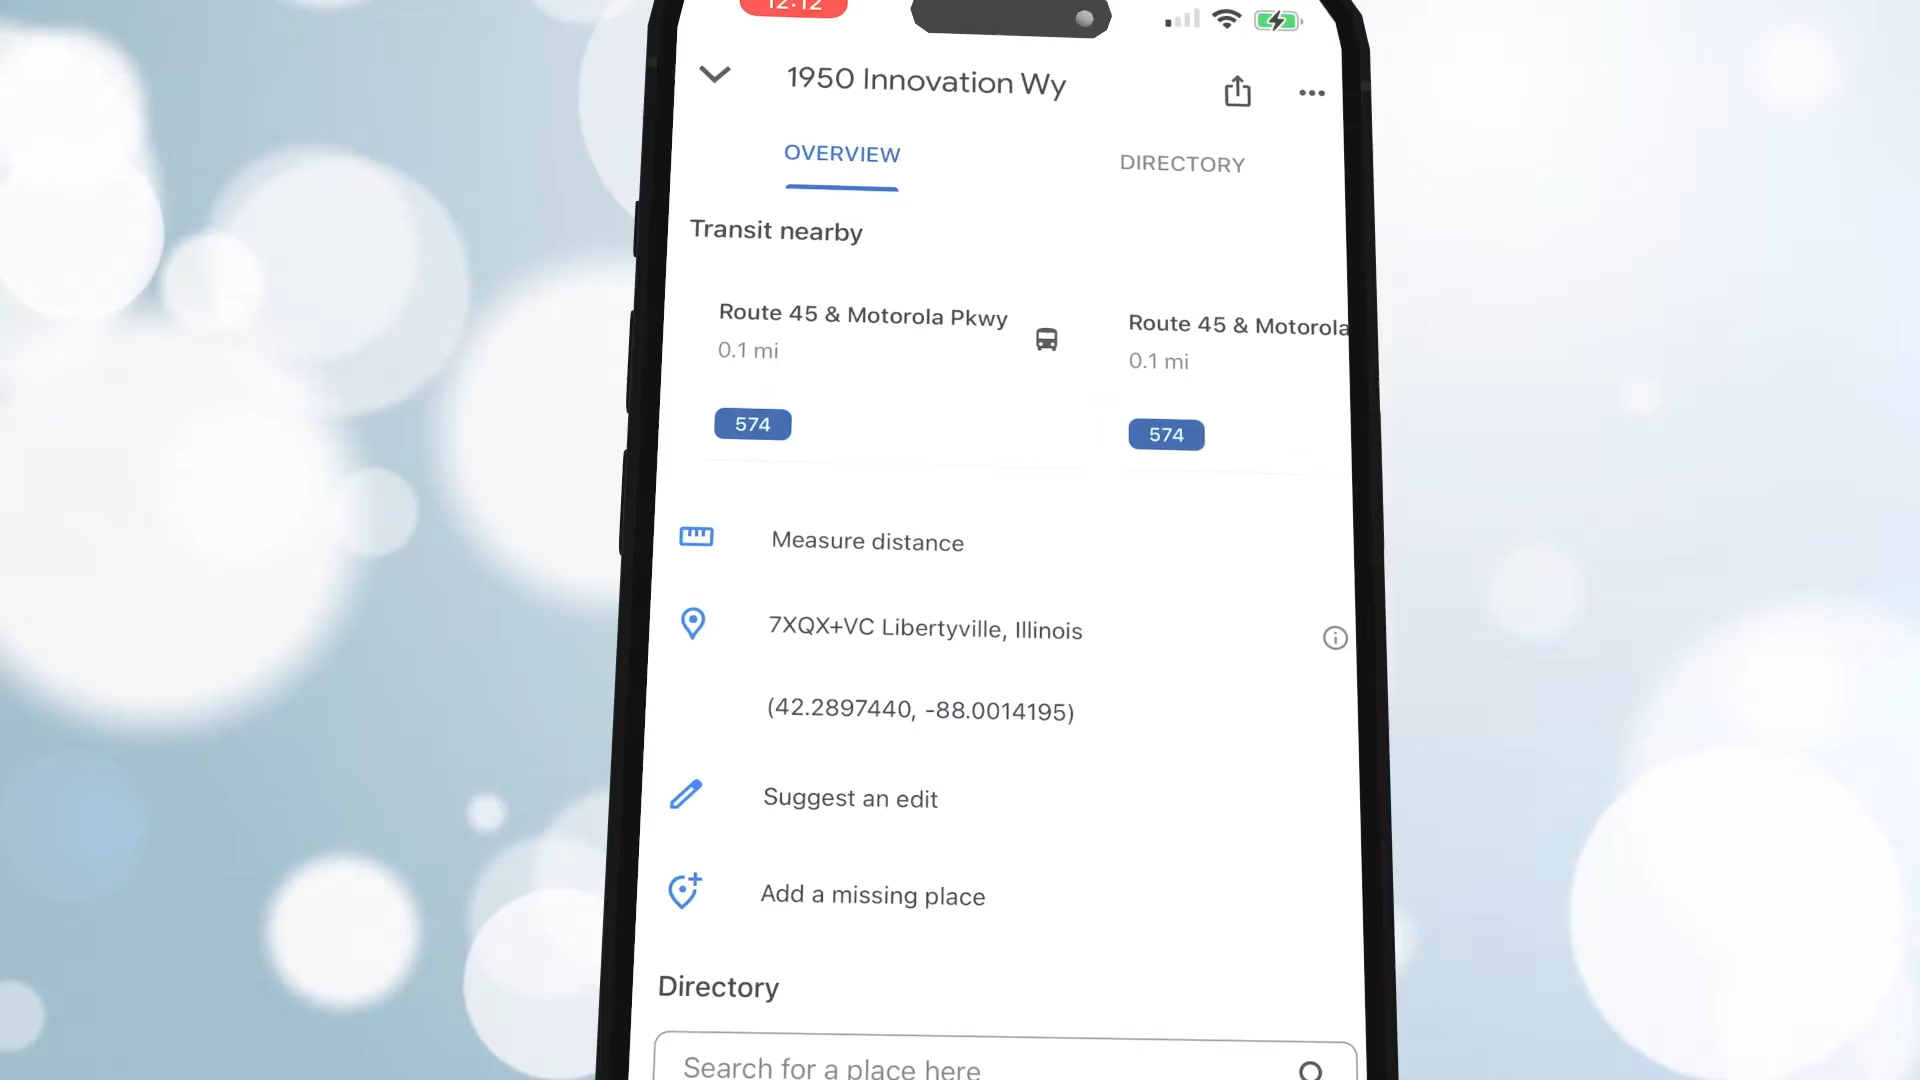 12:12
1950 Innovation Wy
OVERVIEW
DIRECTORY
Transit nearby
Route 45 & Motorola Pkwy
0.1 mi
574
Route 45 & Motorola
0.1 mi
574
Measure distance
7XQX+VC Libertyville, Illinois
(42.2897440, -88.0014195)
Suggest an edit
Add a missing place
Directory
Search for a place here